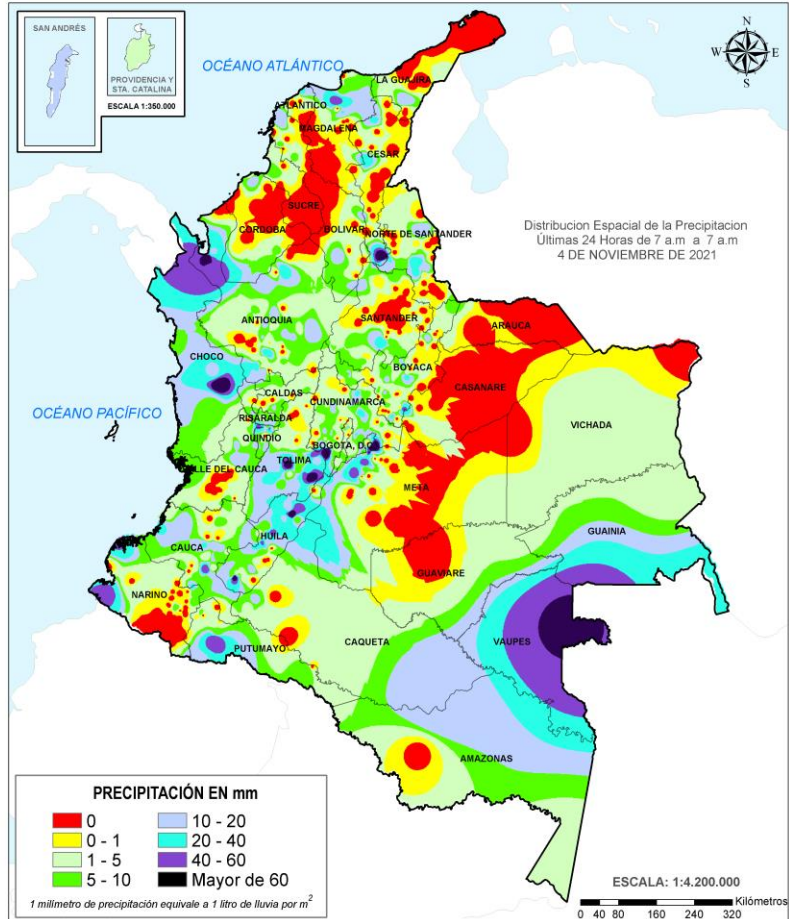 SAN ANDRÉS
PROVIDENCIA Y
STA. CATALINA
ESCALA 1:350.000
N
W E
S
OCÉANO ATLÁNTICO
LA GUAJIRA
ATLANTICO
MAGDALENA
CESAR
SUCRE
CORDOBA
BOLIVAR
NORTE DE SANTANDER
Distribucion Espacial de la Precipitacion
Últimas 24 Horas de 7 a.m a 7 a.m
4 DE NOVIEMBRE DE 2021
ANTIOQUIA
SANTANDER
ARAUCA
CHOCO
BOYACA
CASANARE
CALDAS
CUNDINAMARCA
OCÉANO PACÍFICO
RISARALDA
VICHADA
QUINDIO
BOGOTA, D.C.
TOLIMA
VALLE DEL CAUCA
META
GUAINIA
CAUCA
HUILA
GUAVIARE
NARINO
PUTUMAYO
CAQUETA
VAUPES
AMAZONAS
PRECIPITACIÓN EN mm
0 10 - 20
0 - 1 20 - 40
1 - 5 40 - 60
5 - 10 Mayor de 60
1 milímetro de precipitación equivale a 1 litro de lluvia por m²
ESCALA: 1:4.200.000
Kilómetros
0 40 80 160 240 320